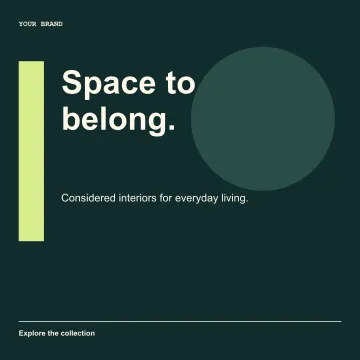 YOUR BRAND
Space to
belong.
Considered interiors for everyday living.
Explore the collection